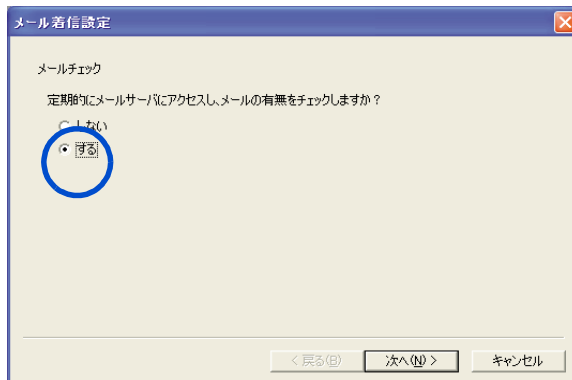 メール着信設定
メールチェック
定期的にメールサーバにアクセスし、メールの有無をチェックしますか？
しない
する
< 戻る(B)
次へ(N) >
キャンセル